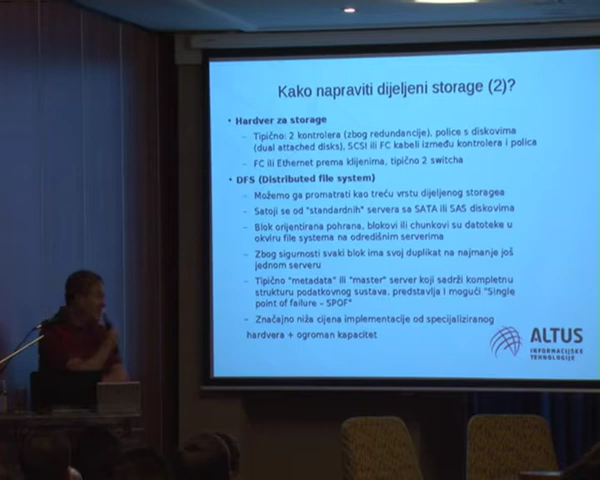 Kako napraviti dijeljeni storage (2)?
• Hardver za storage
– Tipično: 2 kontrolera (zbog redundancije), police s diskovima
(dual attached disks), SCSI ili FC kabeli između kontrolera i polica
– FC ili Ethernet prema klijenima, tipično 2 switcha
• DFS (Distributed file system)
– Možemo ga promatrati kao treću vrstu dijeljenog storagea
– Satoji se od "standardnih" servera sa SATA ili SAS diskovima
– Blok orijentirana pohrana, blokovi ili chunkovi su datoteke u
okviru file systema na odredišnim serverima
– Zbog sigurnosti svaki blok ima svoj duplikat na najmanje još
jednom serveru
– Tipično "metadata" ili "master" server koji sadrži kompletnu
strukturu podatkovnog sustava, predstavlja i mogući "Single
point of failure – SPOF"
– Značajno niža cijena implementacije od specijaliziranog
hardvera + ogroman kapacitet
ALTUS
INFORMACIJSKE
TEHNOLOGIJE